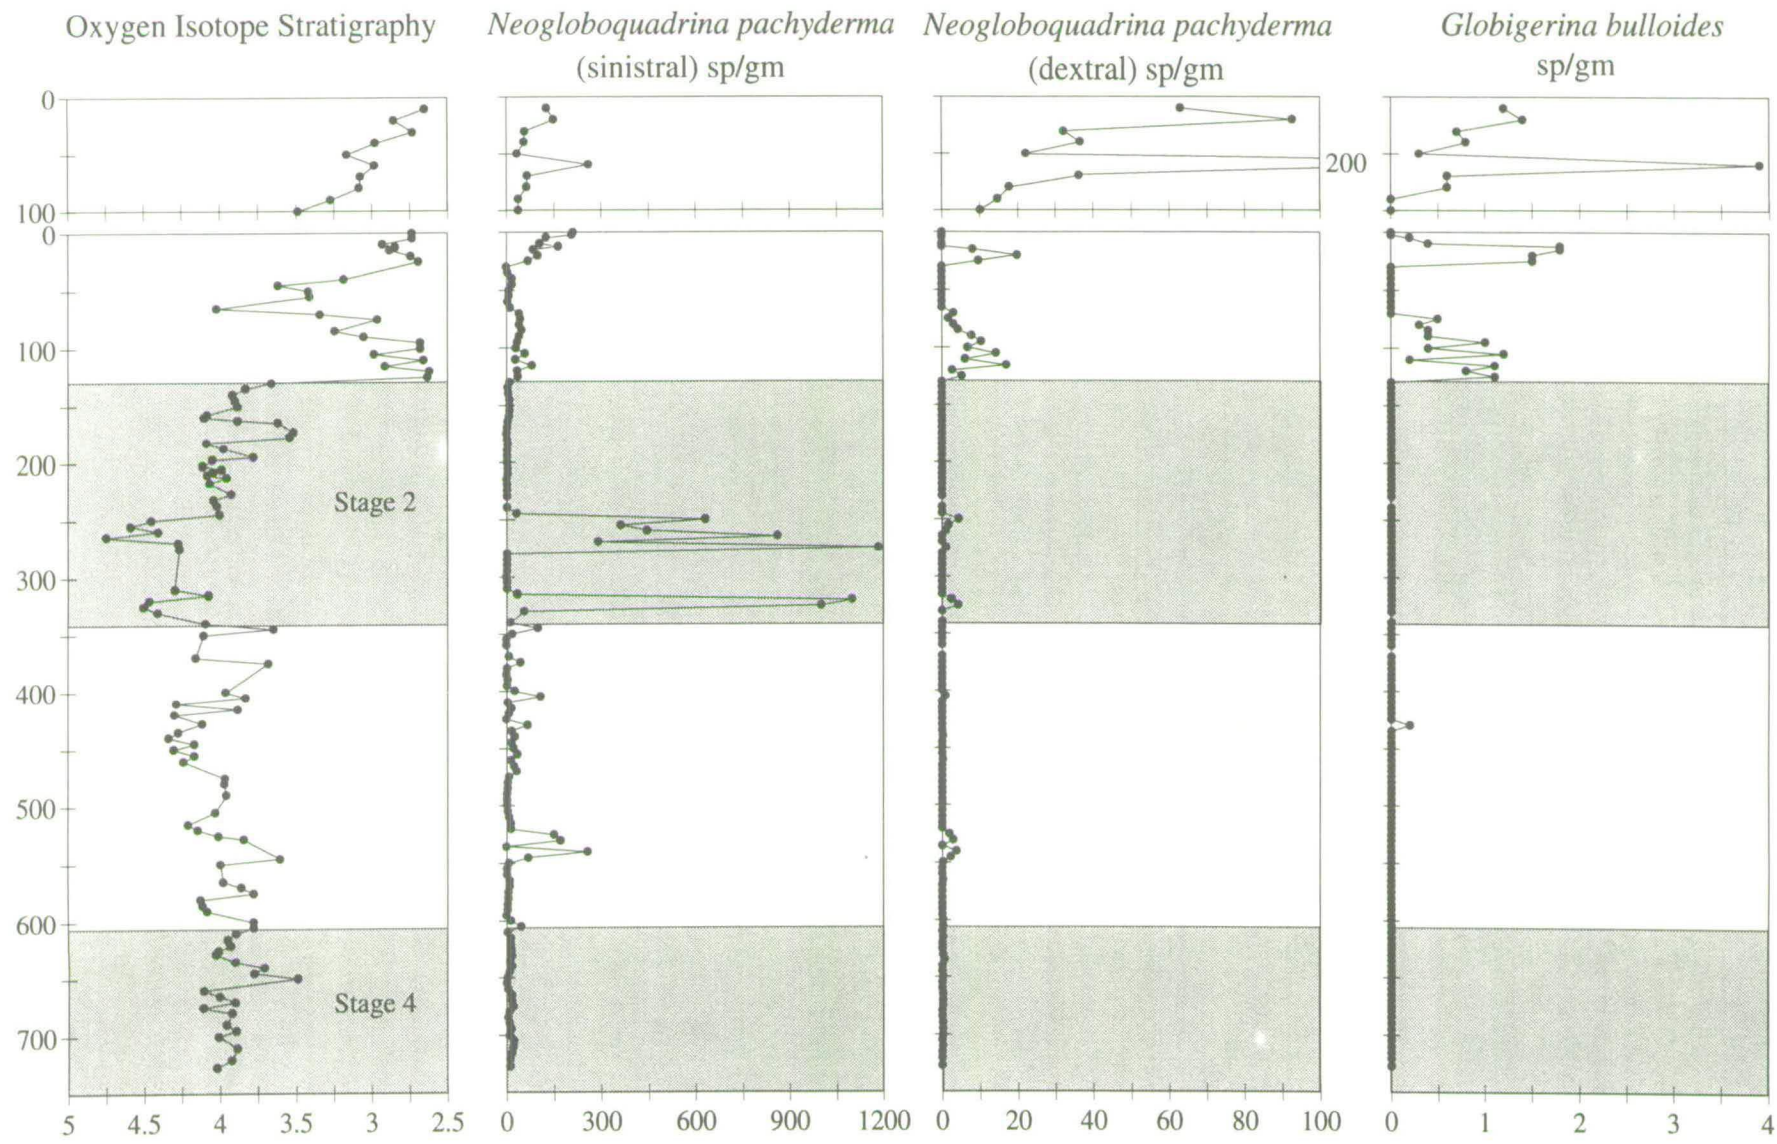 Oxygen Isotope Stratigraphy
Neogloboquadrina pachyderma
(sinistral) sp/gm
Neogloboquadrina pachyderma
(dextral) sp/gm
Globigerina bulloides
sp/gm
0
100
200
0
100
200
300
400
500
600
700
Stage 2
Stage 4
5 4.5 4 3.5 3 2.5
0 300 600 900 1200
0 20 40 60 80 100
0 1 2 3 4